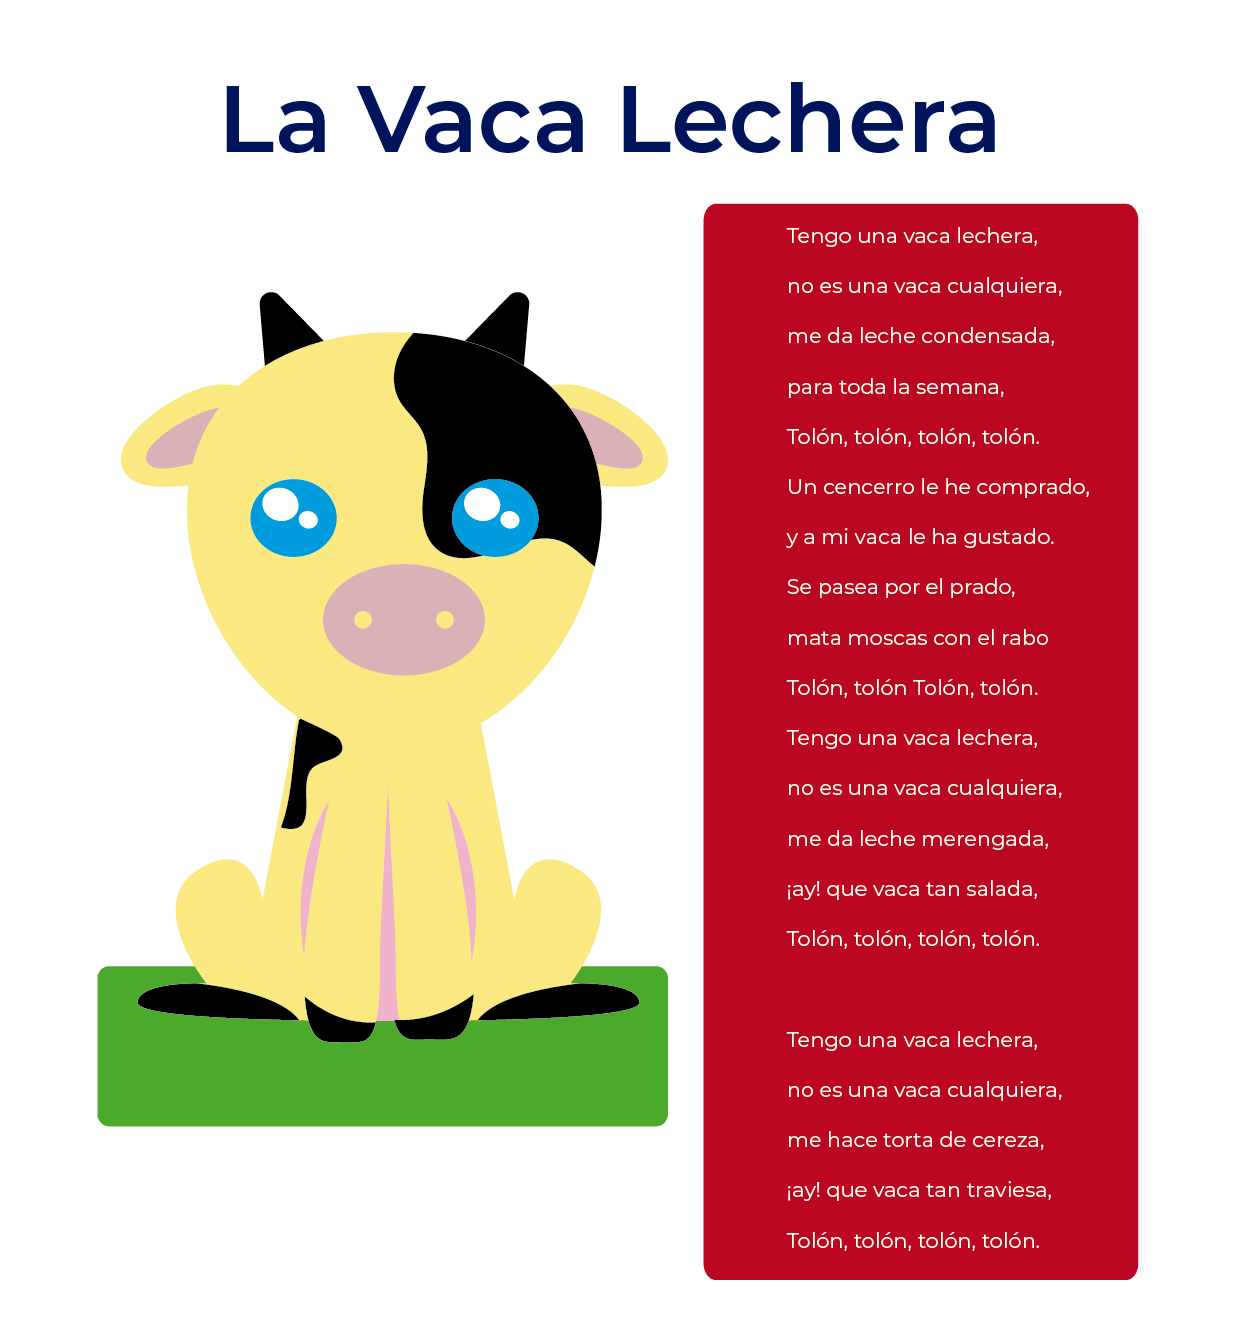 La Vaca Lechera
Tengo una vaca lechera,
no es una vaca cualquiera,
me da leche condensada,
para toda la semana,
Tolón, tolón, tolón, tolón.
Un cencerro le he comprado,
y a mi vaca le ha gustado.
Se pasea por el prado,
mata moscas con el rabo
Tolón, tolón Tolón, tolón.
Tengo una vaca lechera,
no es una vaca cualquiera,
me da leche merengada,
¡ay! que vaca tan salada,
Tolón, tolón, tolón, tolón.
Tengo una vaca lechera,
no es una vaca cualquiera,
me hace torta de cereza,
¡ay! que vaca tan traviesa,
Tolón, tolón, tolón, tolón.